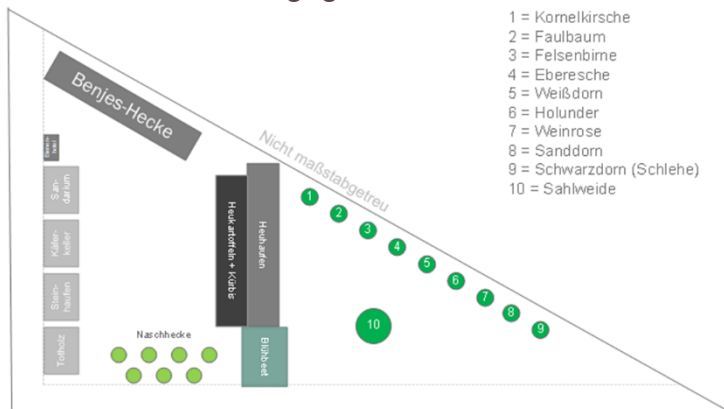 1 = Kornelkirsche
2 = Faulbaum
3 = Felsenbirne
4 = Eberesche
5 = Weißdorn
6 = Holunder
7 = Weinrose
8 = Sanddorn
9 = Schwarzdorn (Schlehe)
10 = Sahlweide
Benjes-Hecke
Nicht maßstabgetreu
San-
darium
Käfer-
keller
Stein-
haufen
Totholz
Heukartoffeln + Kürbis
Heuhaufen
Blühbeet
Naschhecke
1
2
3
4
5
6
7
8
9
10